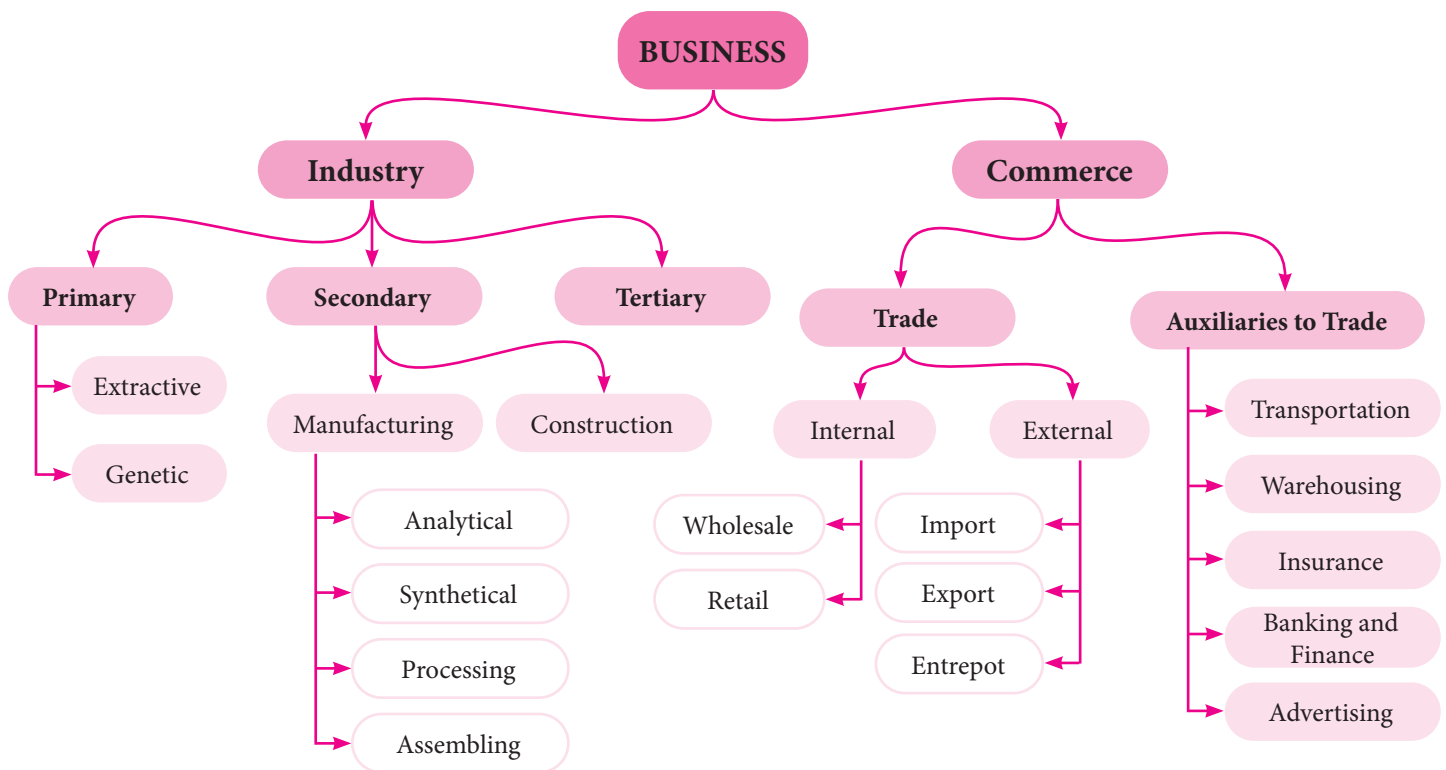 BUSINESS
Industry
Commerce
Primary
Secondary
Tertiary
Trade
Auxiliaries to Trade
Extractive
Genetic
Manufacturing
Construction
Analytical
Synthetical
Processing
Assembling
Internal
External
Wholesale
Retail
Import
Export
Entrepot
Transportation
Warehousing
Insurance
Banking and
Finance
Advertising